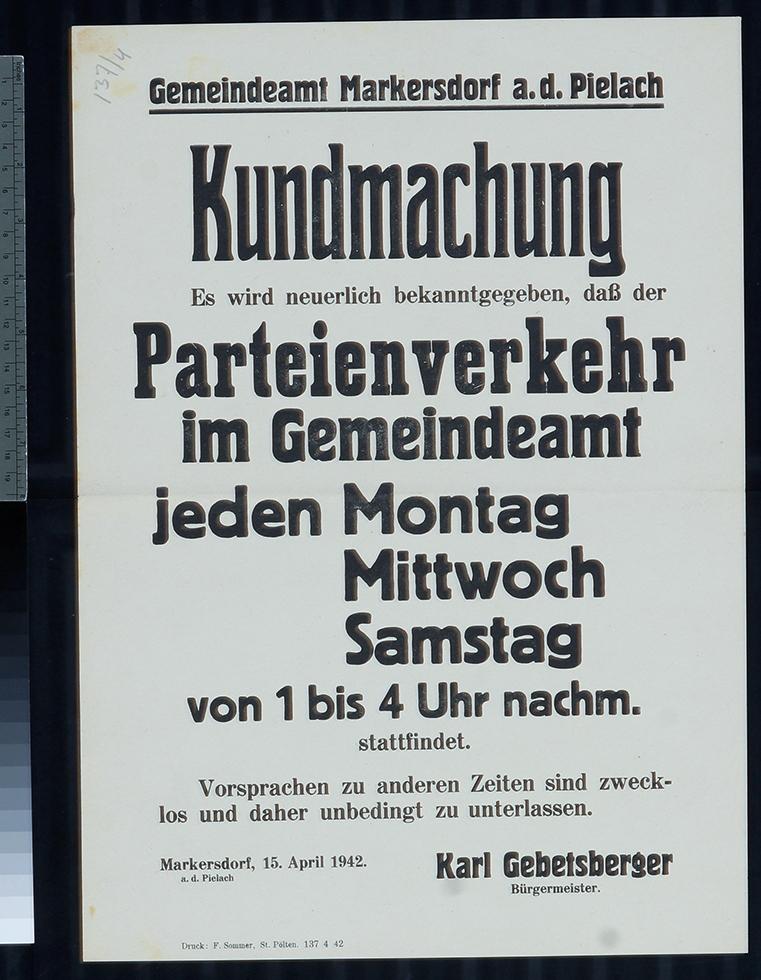 137/4
Gemeindeamt Markersdorf a. d. Pielach
Kundmachung
Es wird neuerlich bekanntgegeben, daß der
Parteienverkehr
im Gemeindeamt
jeden Montag
Mittwoch
Samstag
von 1 bis 4 Uhr nachm.
stattfindet.
Vorsprachen zu anderen Zeiten sind zweck-
los und daher unbedingt zu unterlassen.
Markersdorf, 15. April 1942.
a. d. Pielach
Karl Gebetsberger
Bürgermeister.
Druck: F. Sommer, St. Pölten. 137 4 42